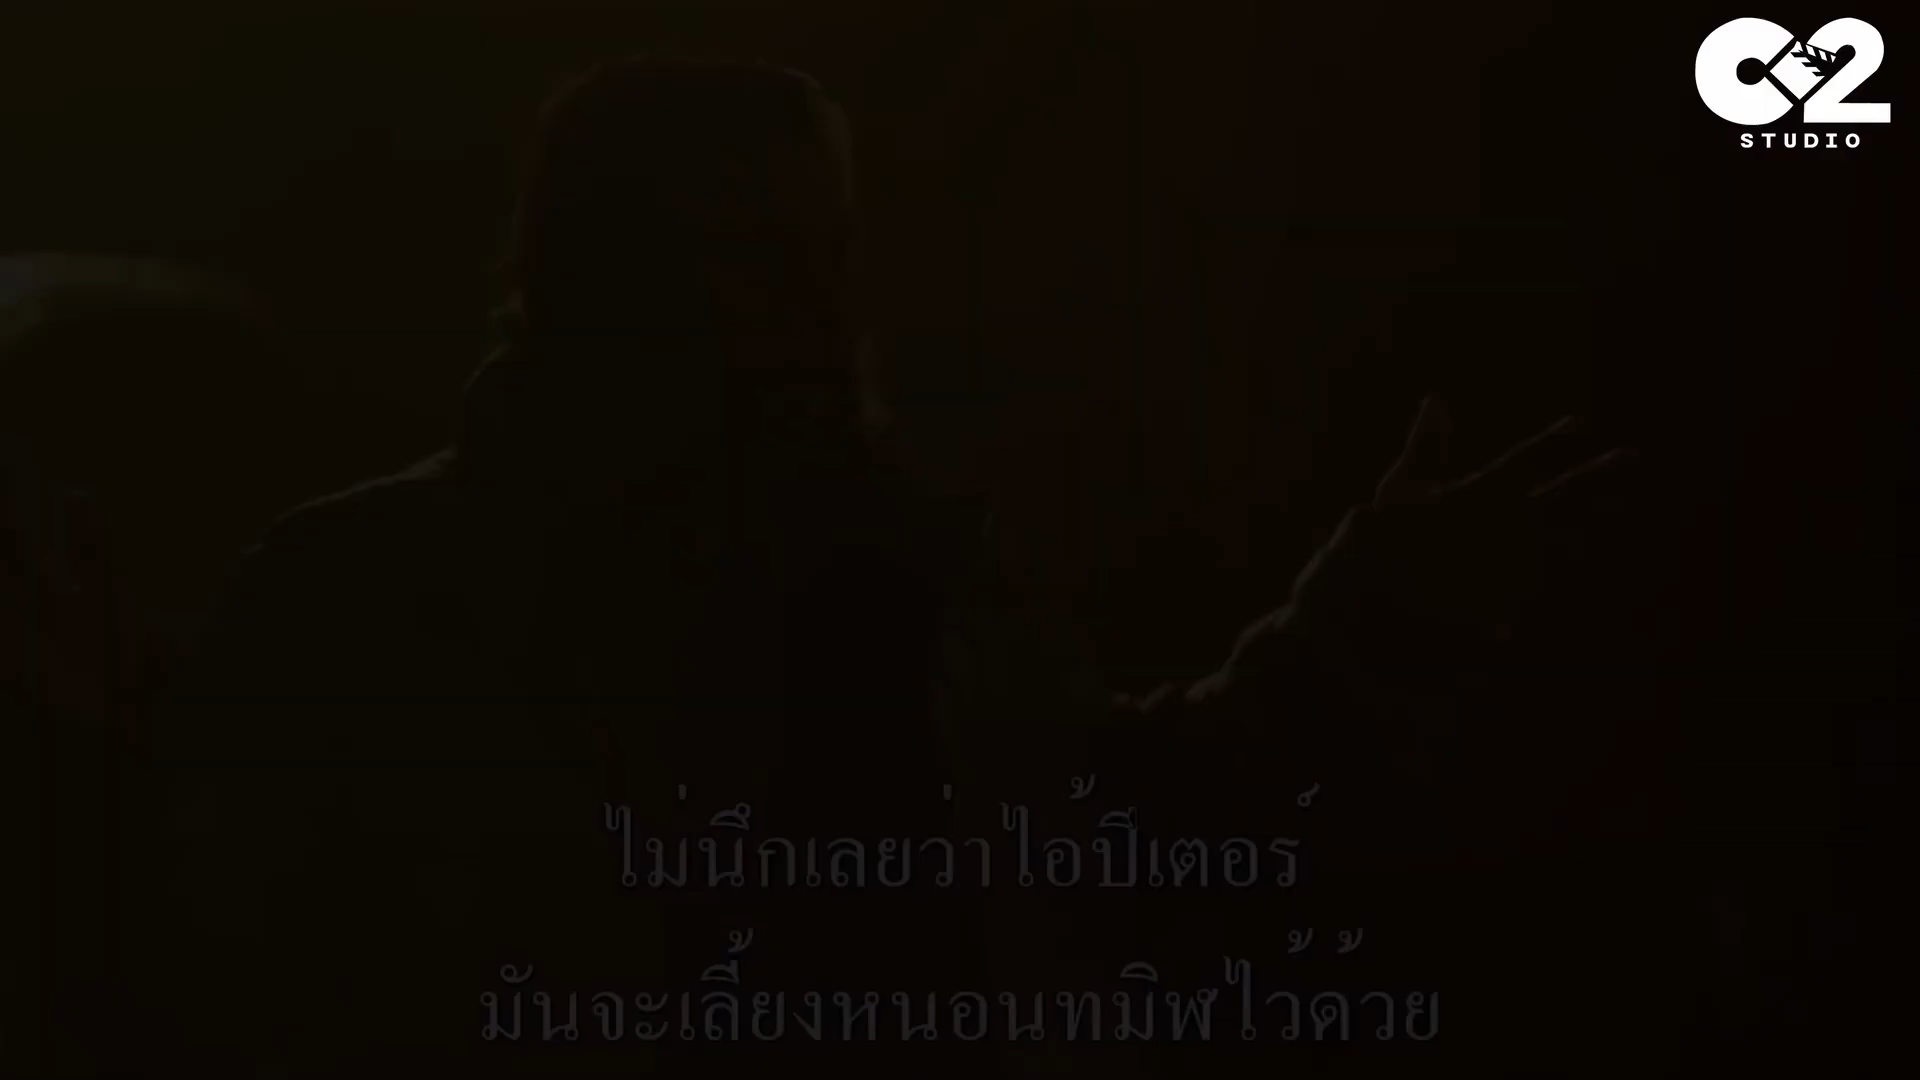 C2
STUDIO
ไม่นึกเลยว่าไอ้ปีเตอร์
มันจะเลี้ยงหนอนทมิฬไว้ด้วย